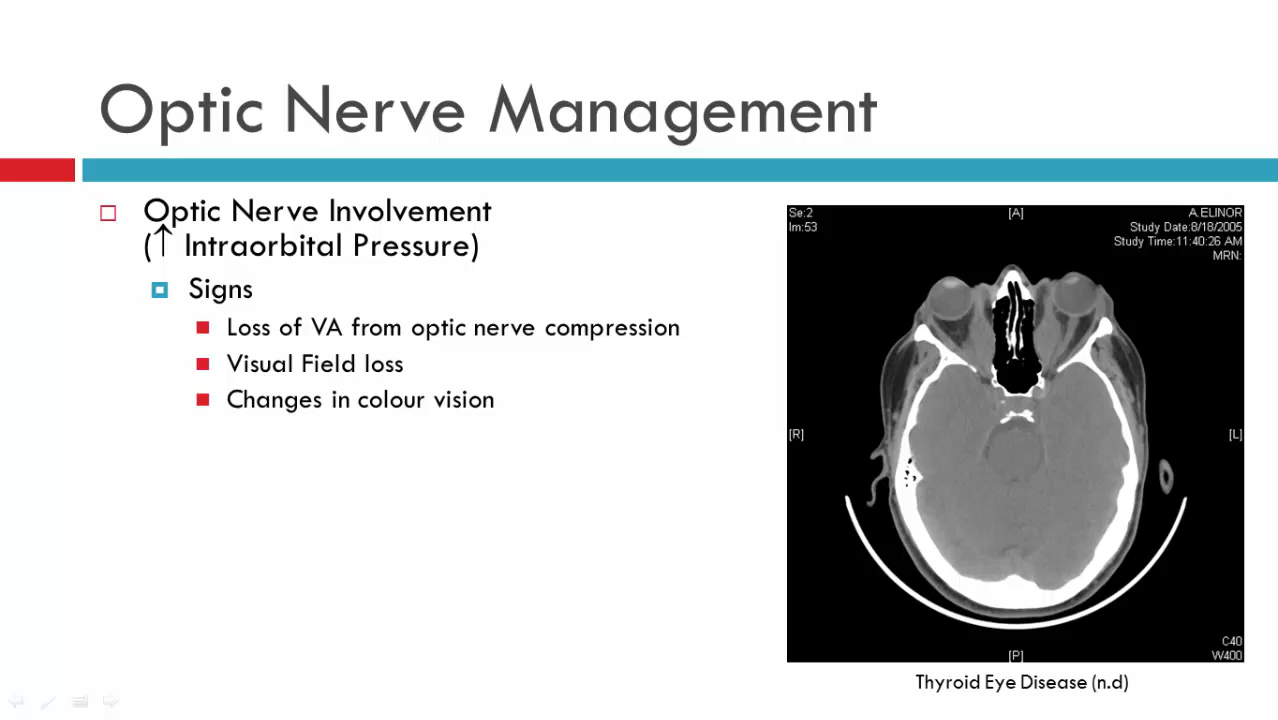 Optic Nerve Management
Optic Nerve Involvement
(↑ Intraorbital Pressure)
Signs
Loss of VA from optic nerve compression
Visual Field loss
Changes in colour vision
Se:2
Im:53
[A]
A.ELINOR
Study Date:8/18/2005
Study Time:11:40:26 AM
MRN:
[R]
[L]
C40
W400
[P]
Thyroid Eye Disease (n.d)